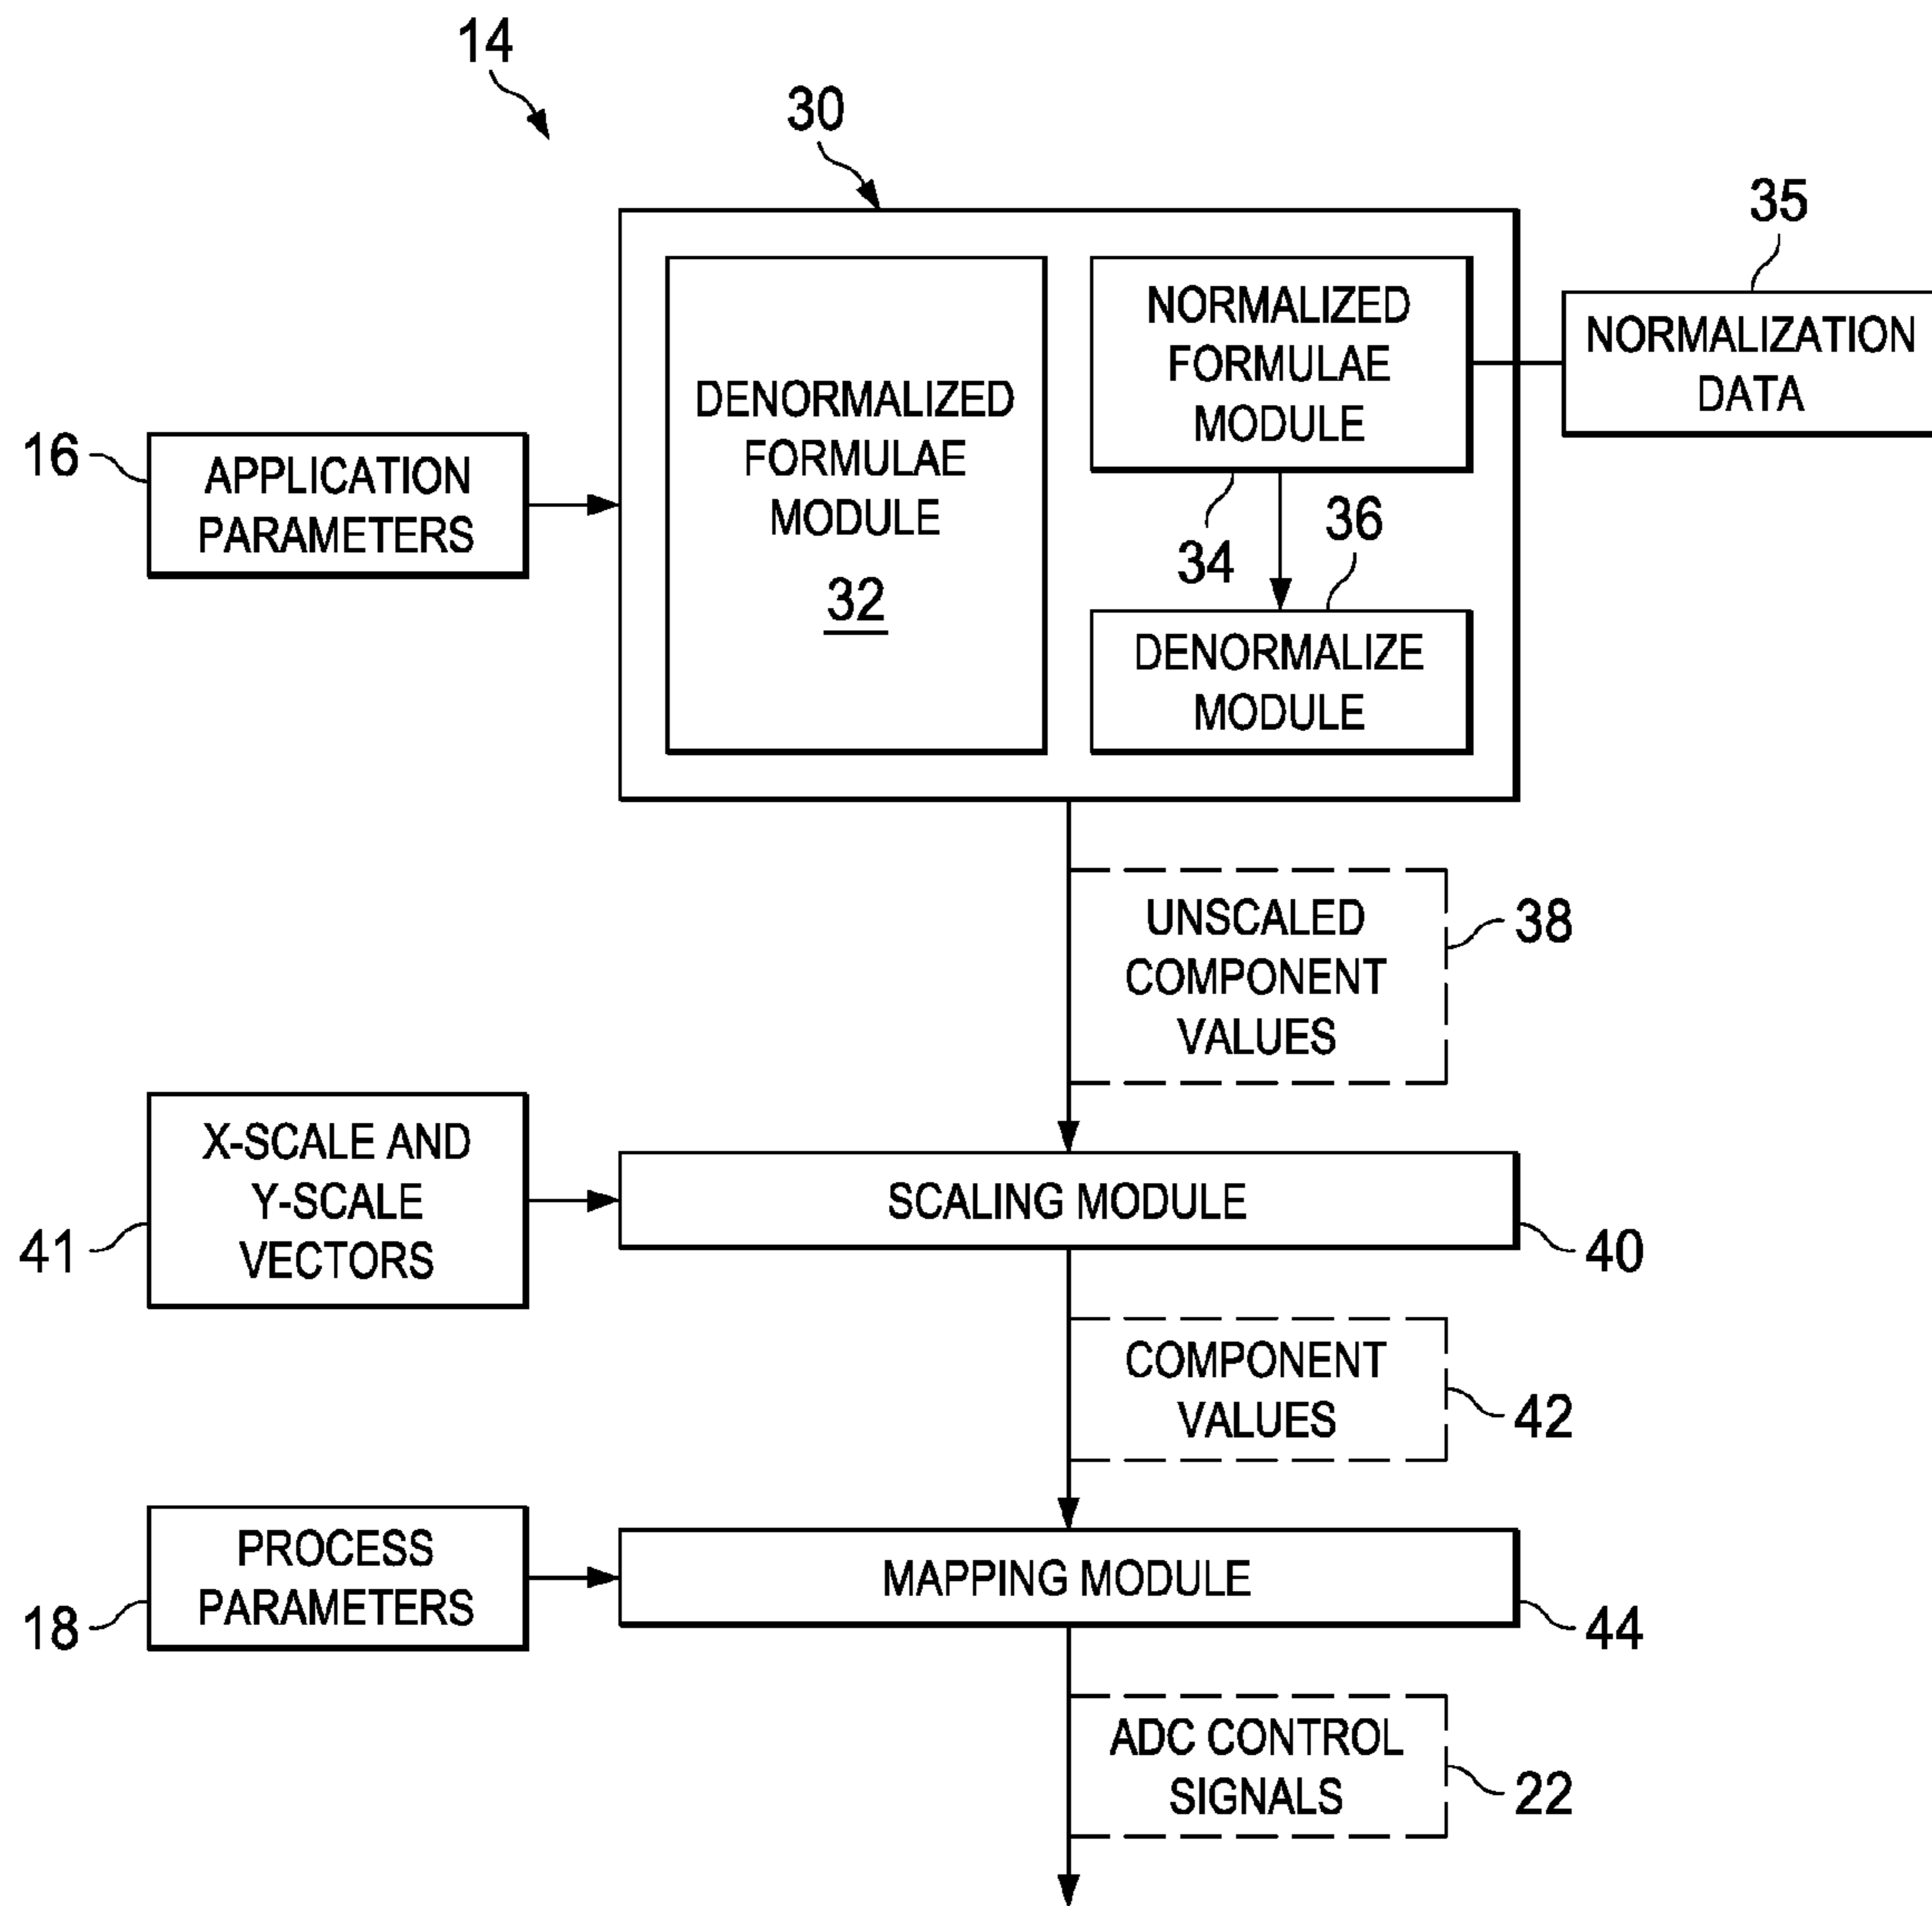 14
30
35
NORMALIZATION
DATA
DENORMALIZED
FORMULAE
MODULE
32
NORMALIZED
FORMULAE
MODULE
34
36
DENORMALIZE
MODULE
16
APPLICATION
PARAMETERS
UNSCALED
COMPONENT
VALUES
38
X-SCALE AND
Y-SCALE
VECTORS
41
SCALING MODULE
40
COMPONENT
VALUES
42
PROCESS
PARAMETERS
18
MAPPING MODULE
44
ADC CONTROL
SIGNALS
22